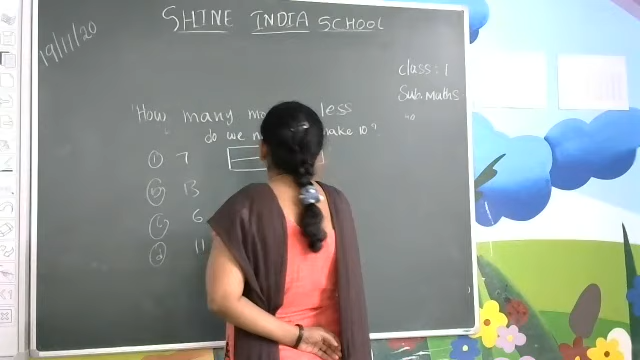 SHINE INDIA SCHOOL
19/11/20
class : 1
Sub: Maths
"How many less
do we make 10".
① 7
ⓑ 13
ⓒ 6
ⓓ 11